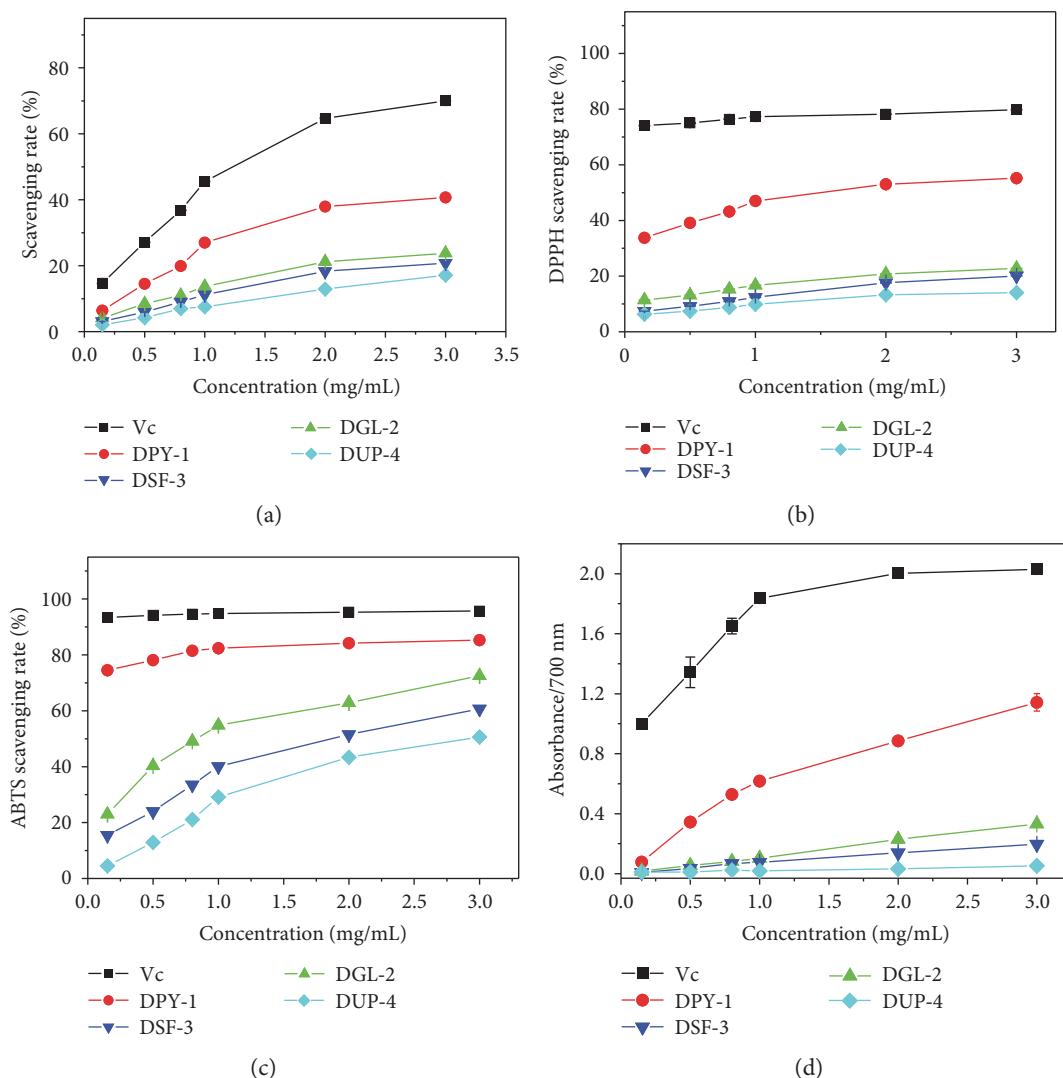 Scavenging rate (%)
80
60
40
20
0
0.0 0.5 1.0 1.5 2.0 2.5 3.0 3.5
Concentration (mg/mL)
Vc
DPY-1
DSF-3
DGL-2
DUP-4
(a)
DPPH scavenging rate (%)
100
80
60
40
20
0
0 1 2 3
Concentration (mg/mL)
Vc
DPY-1
DSF-3
DGL-2
DUP-4
(b)
ABTS scavenging rate (%)
100
80
60
40
20
0
0.0 0.5 1.0 1.5 2.0 2.5 3.0
Concentration (mg/mL)
Vc
DPY-1
DSF-3
DGL-2
DUP-4
(c)
Absorbance/700 nm
2.0
1.6
1.2
0.8
0.4
0.0
0.0 0.5 1.0 1.5 2.0 2.5 3.0
Concentration (mg/mL)
Vc
DPY-1
DSF-3
DGL-2
DUP-4
(d)